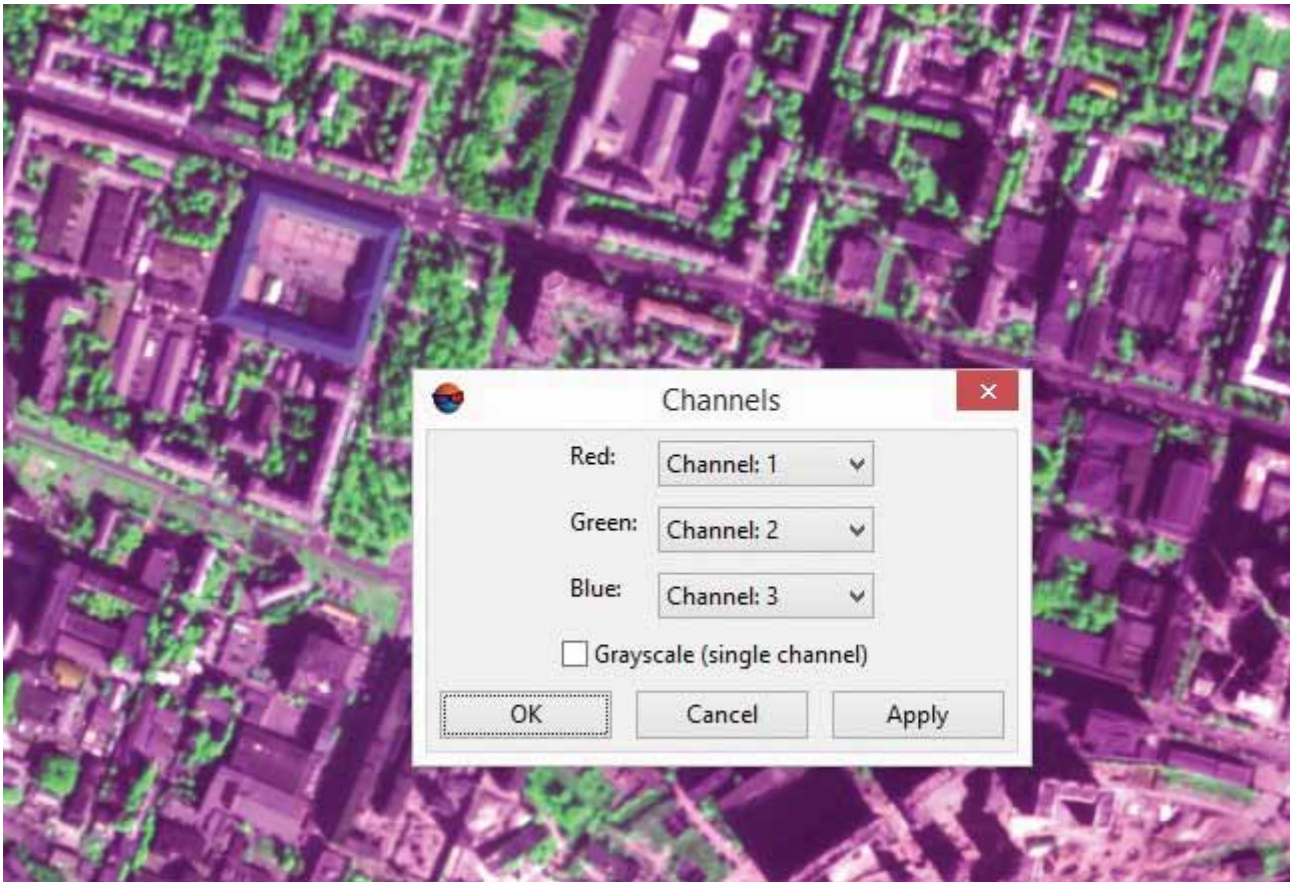 Channels
Red: Channel: 1
Green: Channel: 2
Blue: Channel: 3
Grayscale (single channel)
OK Cancel Apply